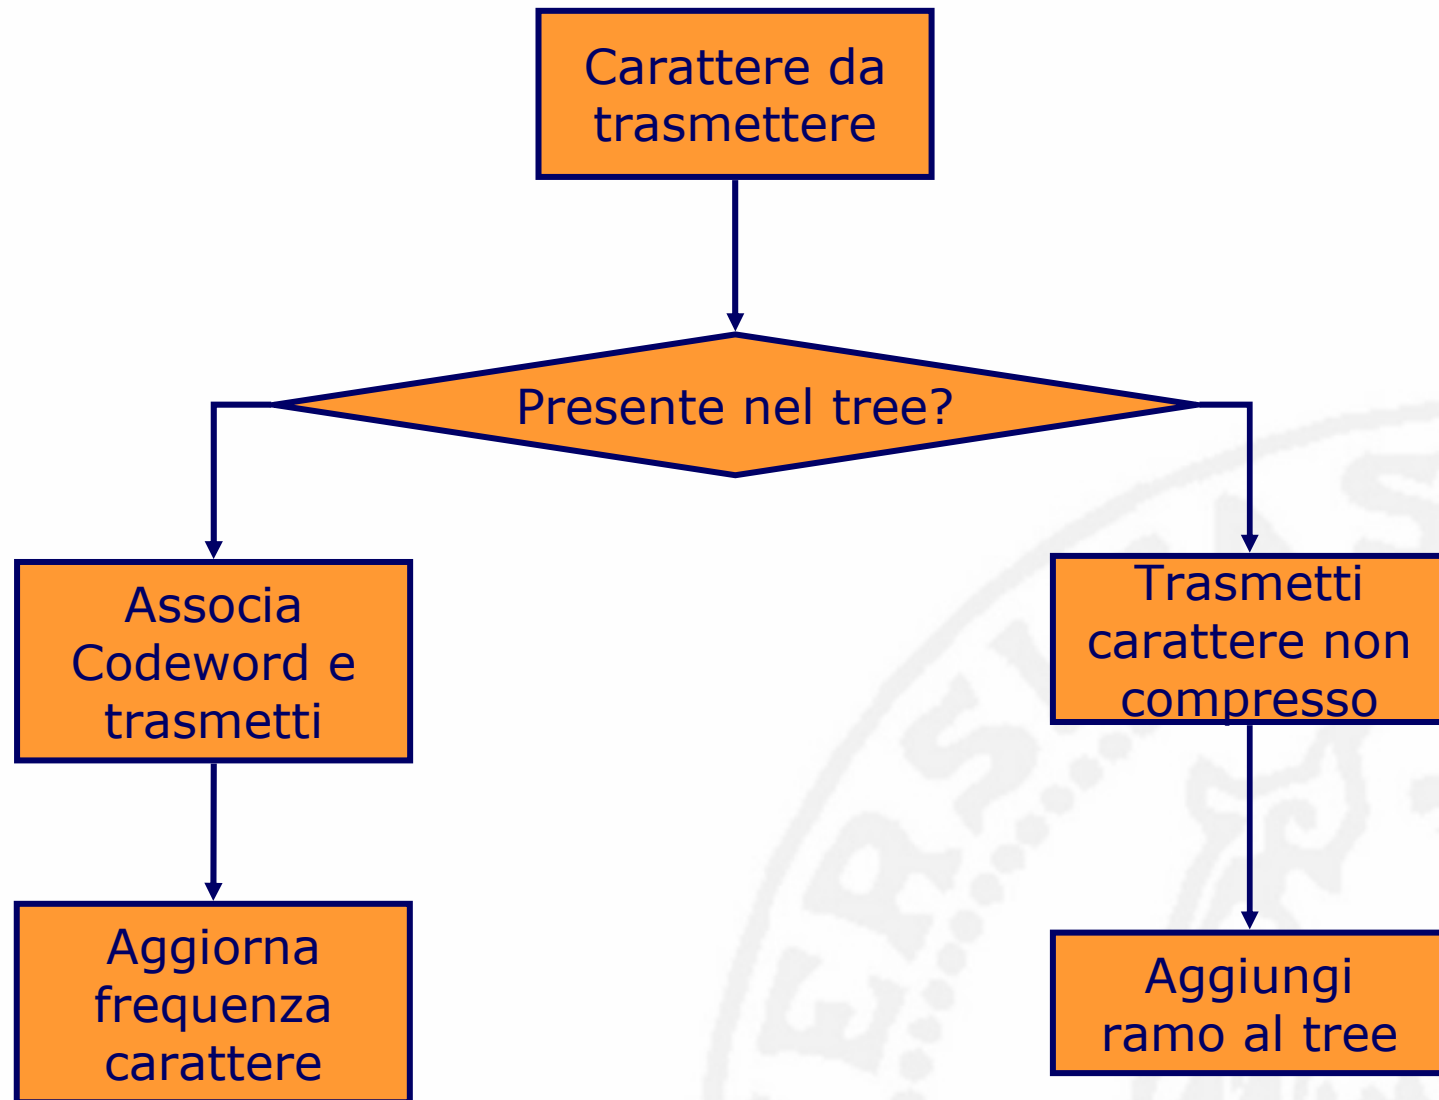 Carattere da
trasmettere
Presente nel tree?
Associa
Codeword e
trasmetti
Trasmetti
carattere non
compresso
Aggiorna
frequenza
carattere
Aggiungi
ramo al tree